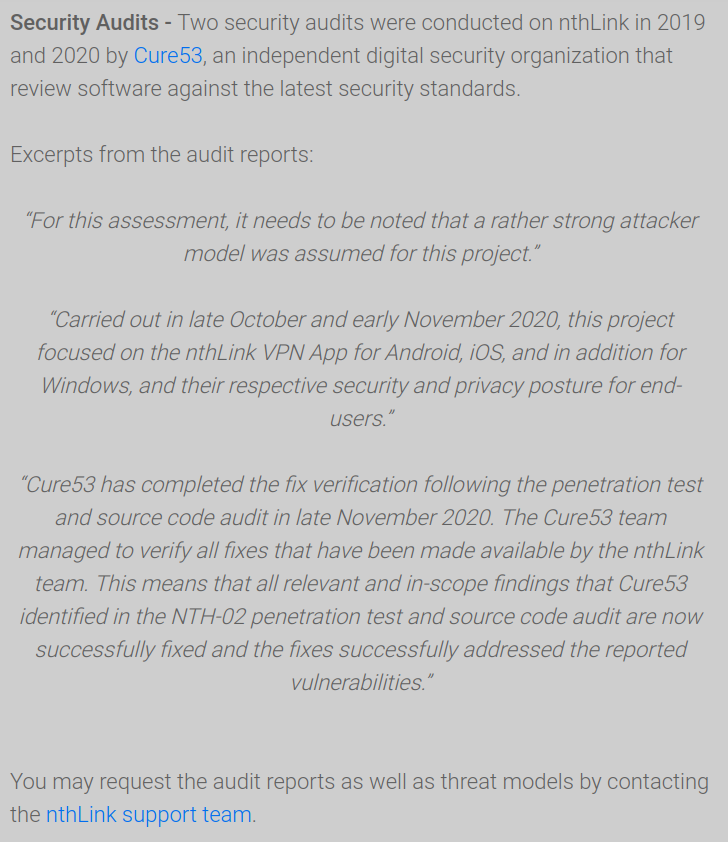 Security Audits - Two security audits were conducted on nthLink in 2019
and 2020 by Cure53, an independent digital security organization that
review software against the latest security standards.
Excerpts from the audit reports:
“For this assessment, it needs to be noted that a rather strong attacker
model was assumed for this project.”
“Carried out in late October and early November 2020, this project
focused on the nthLink VPN App for Android, iOS, and in addition for
Windows, and their respective security and privacy posture for end-
users.”
“Cure53 has completed the fix verification following the penetration test
and source code audit in late November 2020. The Cure53 team
managed to verify all fixes that have been made available by the nthLink
team. This means that all relevant and in-scope findings that Cure53
identified in the NTH-02 penetration test and source code audit are now
successfully fixed and the fixes successfully addressed the reported
vulnerabilities.”
You may request the audit reports as well as threat models by contacting
the nthLink support team.